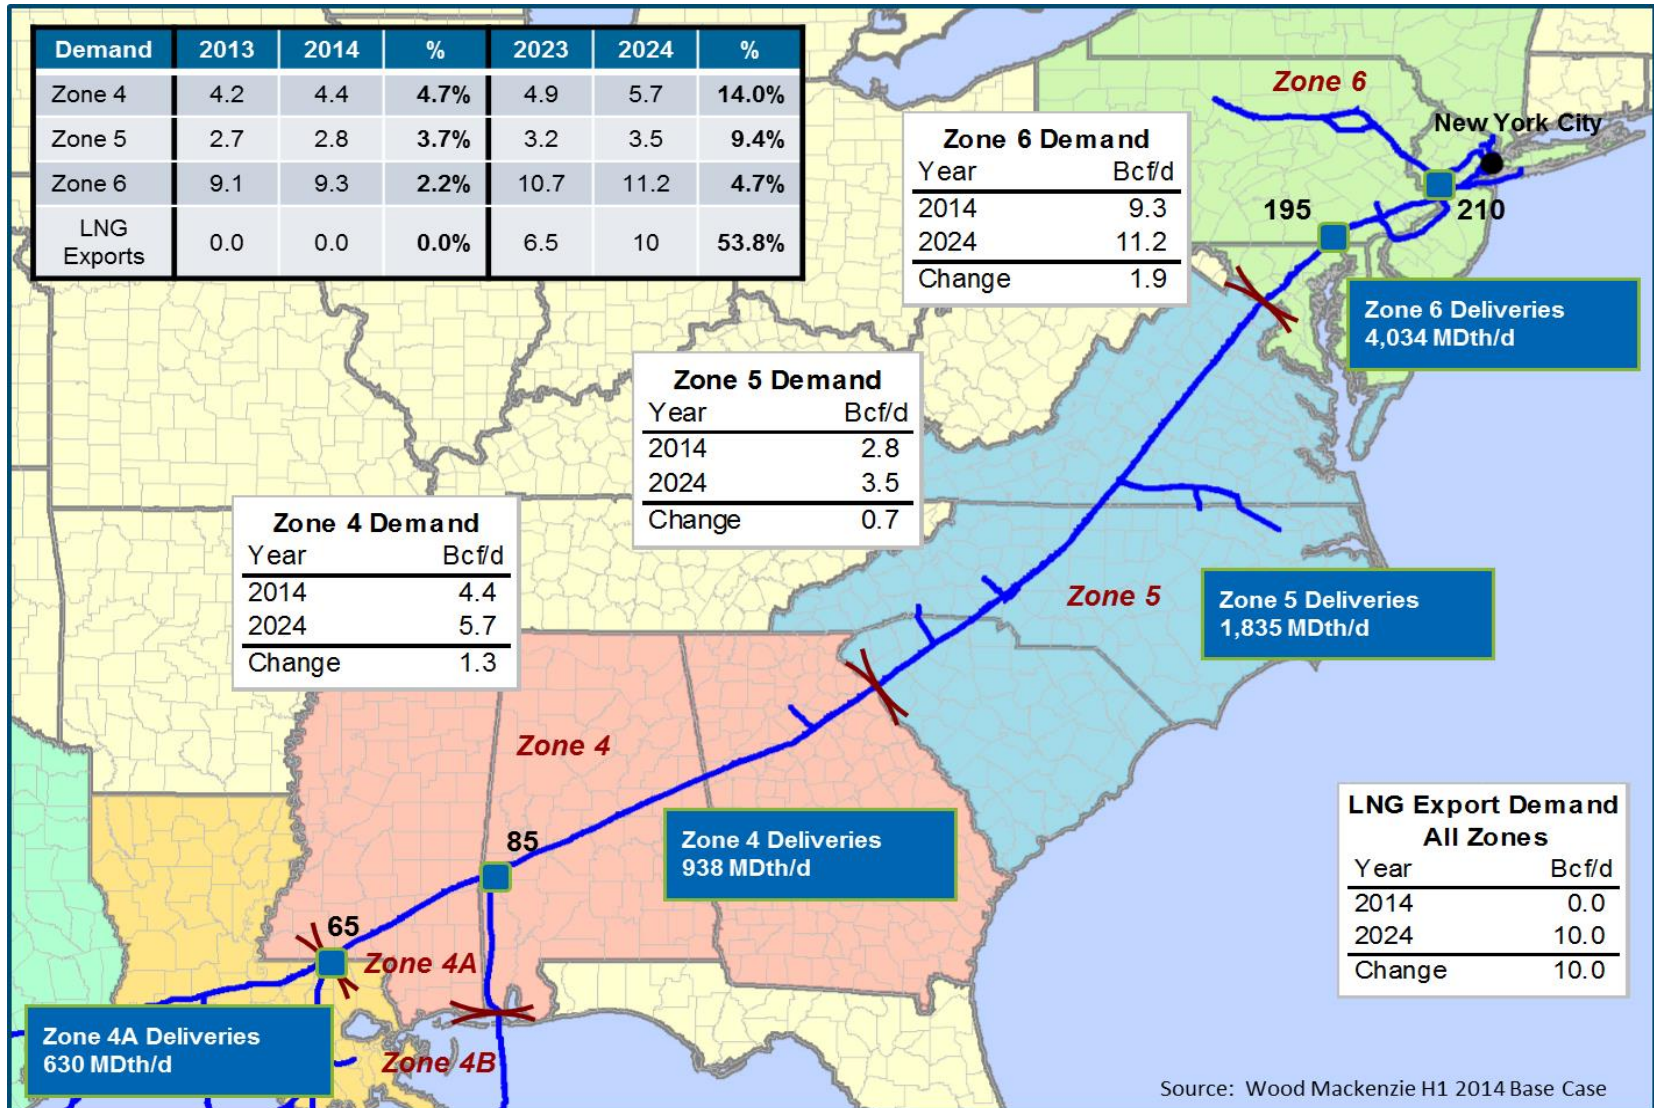 Demand 2013 2014 % 2023 2024 %
Zone 4 4.2 4.4 4.7% 4.9 5.7 14.0%
Zone 5 2.7 2.8 3.7% 3.2 3.5 9.4%
Zone 6 9.1 9.3 2.2% 10.7 11.2 4.7%
LNG
Exports 0.0 0.0 0.0% 6.5 10 53.8%
Zone 6
New York City
Zone 6 Demand
Year Bcf/d
2014 9.3
2024 11.2
Change 1.9
195
210
Zone 6 Deliveries
4,034 MDth/d
Zone 5 Demand
Year Bcf/d
2014 2.8
2024 3.5
Change 0.7
Zone 4 Demand
Year Bcf/d
2014 4.4
2024 5.7
Change 1.3
Zone 5
Zone 5 Deliveries
1,835 MDth/d
Zone 4
85
Zone 4 Deliveries
938 MDth/d
LNG Export Demand
All Zones
Year Bcf/d
2014 0.0
2024 10.0
Change 10.0
65
Zone 4A
Zone 4A Deliveries
630 MDth/d
Zone 4B
Source: Wood Mackenzie H1 2014 Base Case